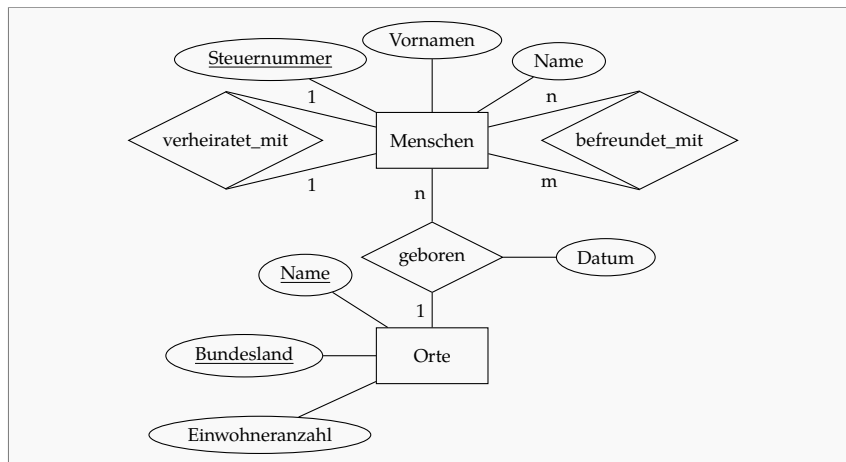 Vornamen
Steuernummer
Name
1
n
verheiratet_mit
Menschen
befreundet_mit
1
n
m
geboren
Datum
Name
1
Bundesland
Orte
Einwohneranzahl